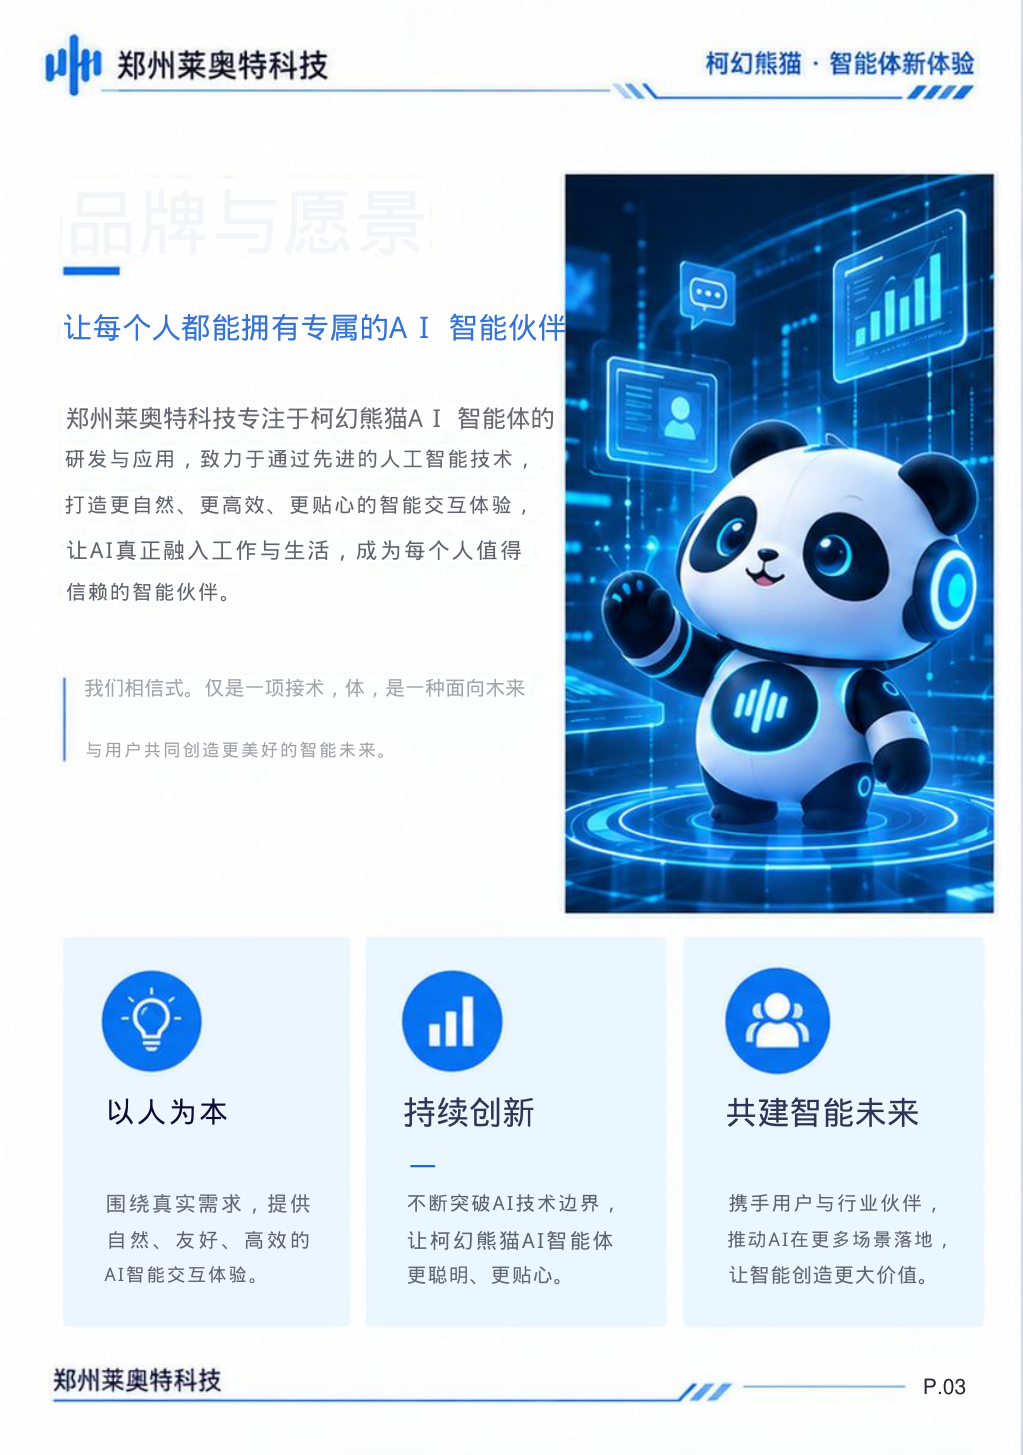 郑州莱奥特科技
柯幻熊猫·智能体新体验
品牌与愿景
让每个人都能拥有专属的AI 智能伙伴
郑州莱奥特科技专注于柯幻熊猫AI 智能体的
研发与应用，致力于通过先进的人工智能技术，
打造更自然、更高效、更贴心的智能交互体验，
让AI真正融入工作与生活，成为每个人值得
信赖的智能伙伴。
我们相信式。仅是一项接术，体，是一种面向木来
与用户共同创造更美好的智能未来。
以人为本
围绕真实需求，提供
自然、友好、高效的
AI智能交互体验。
持续创新
不断突破AI技术边界，
让柯幻熊猫AI智能体
更聪明、更贴心。
共建智能未来
携手用户与行业伙伴，
推动AI在更多场景落地，
让智能创造更大价值。
郑州莱奥特科技
P.03